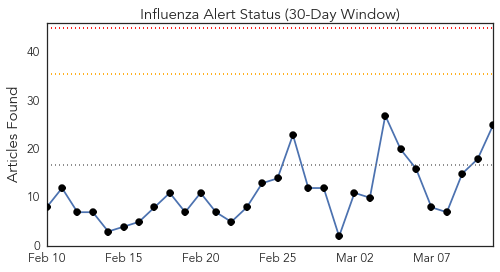 Influenza Alert Status (30-Day Window)
Articles Found
40
30
20
10
0
Feb 10 Feb 15 Feb 20 Feb 25 Mar 02 Mar 07